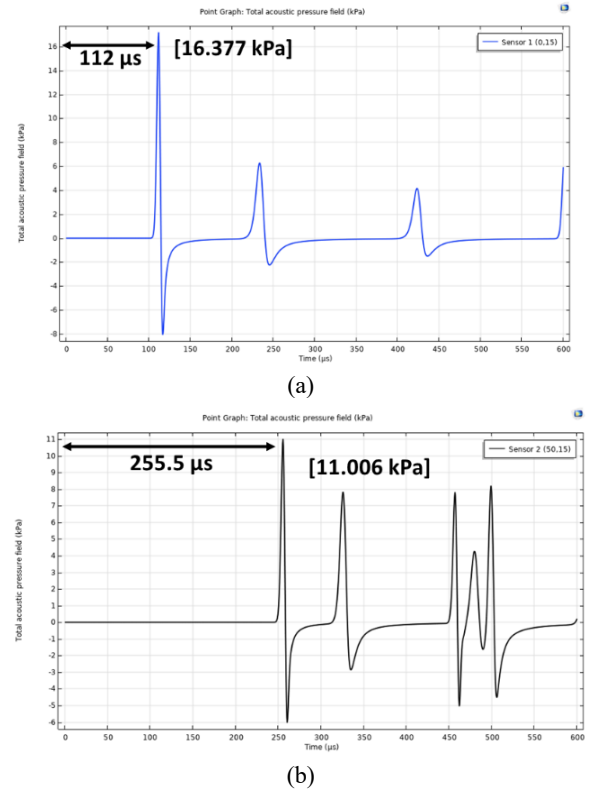 Point Graph: Total acoustic pressure field (kPa)
Total acoustic pressure field (kPa)
16
14
12
10
8
6
4
2
0
-2
-4
-6
-8
112 µs
[16.377 kPa]
Sensor 1 (0,15)
0 50 100 150 200 250 300 350 400 450 500 550 600
Time (µs)
(a)
Point Graph: Total acoustic pressure field (kPa)
Total acoustic pressure field (kPa)
11
10
9
8
7
6
5
4
3
2
1
0
-1
-2
-3
-4
-5
-6
255.5 µs
[11.006 kPa]
Sensor 2 (50,15)
0 50 100 150 200 250 300 350 400 450 500 550 600
Time (µs)
(b)